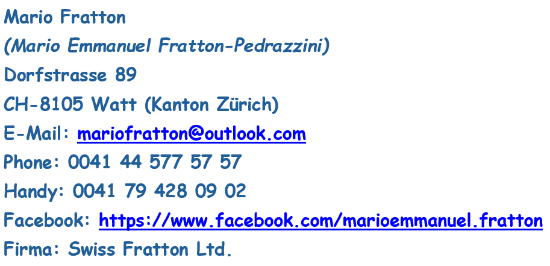 Mario Fratton
(Mario Emmanuel Fratton-Pedrazzini)
Dorfstrasse 89
CH-8105 Watt (Kanton Zürich)
E-Mail: mariofratton@outlook.com
Phone: 0041 44 577 57 57
Handy: 0041 79 428 09 02
Facebook: https://www.facebook.com/marioemmanuel.fratton
Firma: Swiss Fratton Ltd.